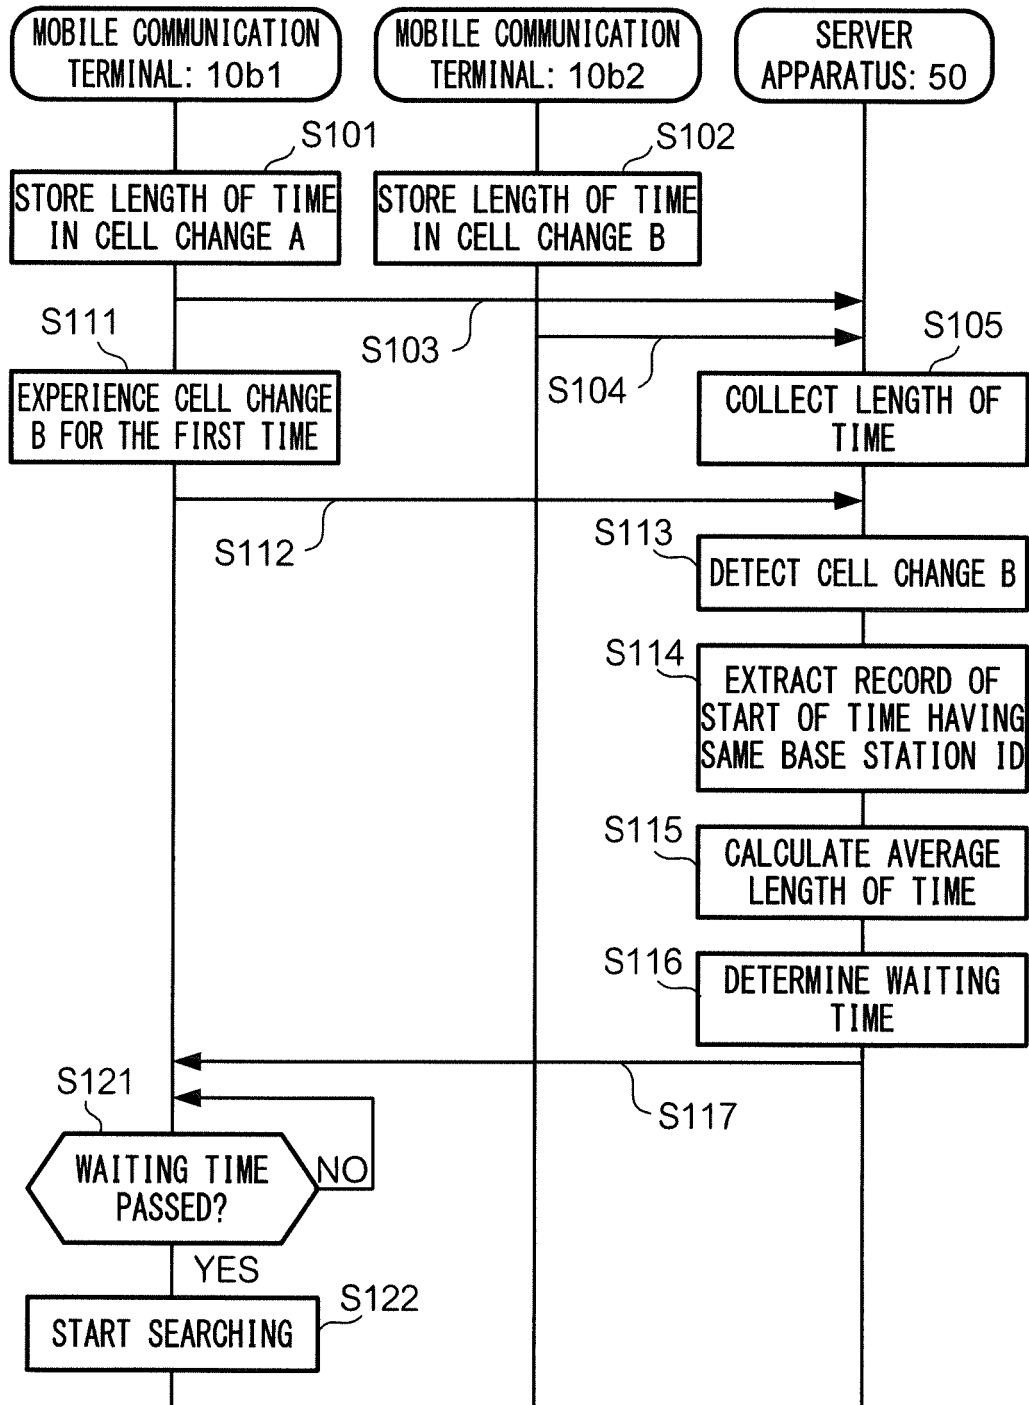 MOBILE COMMUNICATION
TERMINAL: 10b1
MOBILE COMMUNICATION
TERMINAL: 10b2
SERVER
APPARATUS: 50
S101
STORE LENGTH OF TIME
IN CELL CHANGE A
S102
STORE LENGTH OF TIME
IN CELL CHANGE B
S103
S104
S105
COLLECT LENGTH OF
TIME
S111
EXPERIENCE CELL CHANGE
B FOR THE FIRST TIME
S112
S113
DETECT CELL CHANGE B
S114
EXTRACT RECORD OF
START OF TIME HAVING
SAME BASE STATION ID
S115
CALCULATE AVERAGE
LENGTH OF TIME
S116
DETERMINE WAITING
TIME
S117
S121
WAITING TIME
PASSED?
NO
YES
S122
START SEARCHING